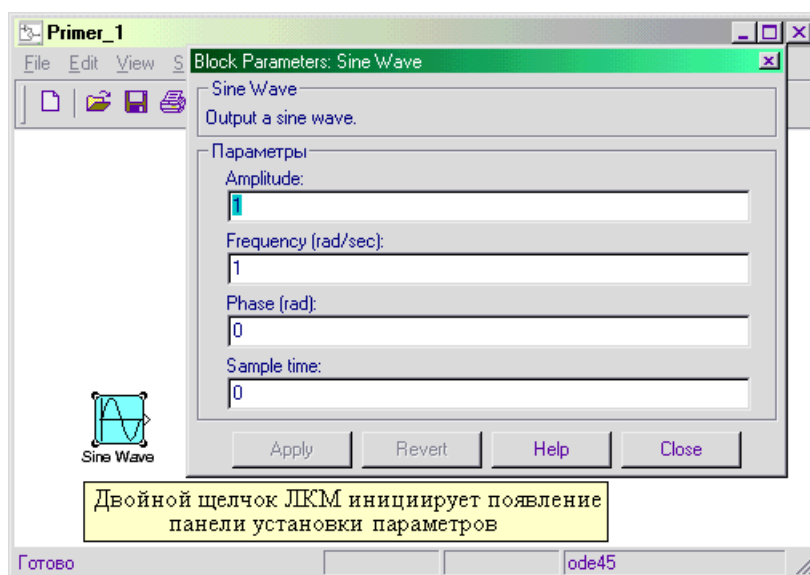 Primer_1
File Edit View S
Block Parameters: Sine Wave
Sine Wave
Output a sine wave.
Параметры
Amplitude:
1
Frequency (rad/sec):
1
Phase (rad):
0
Sample time:
0
Apply Revert Help Close
Sine Wave
Двойной щелчок ЛКМ инициирует появление
панели установки параметров
Готово ode45